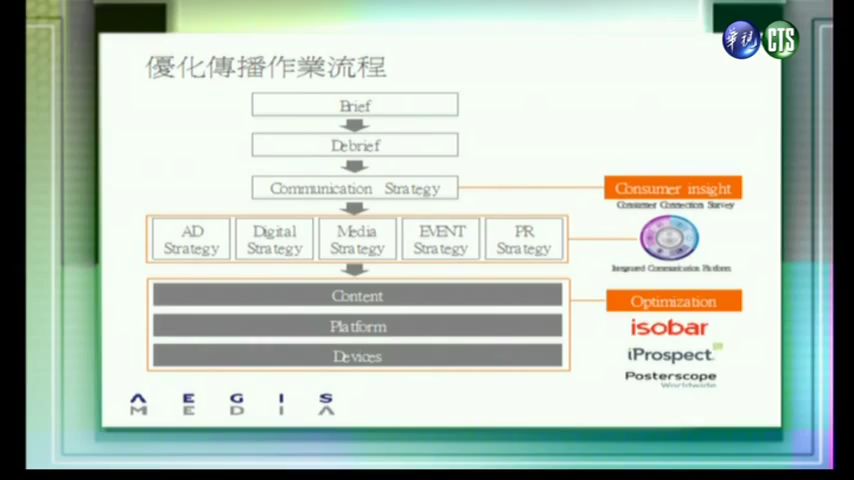 華視 CTS
優化傳播作業流程
Brief
Debrief
Communication Strategy
Consumer insight
Consumer Connection Survey
AD Strategy
Digital Strategy
Media Strategy
EVENT Strategy
PR Strategy
Integrated Communication Platform
Content
Platform
Devices
Optimization
isobar
iProspect
Posterscope
Worldwide
AEGIS
MEDIA